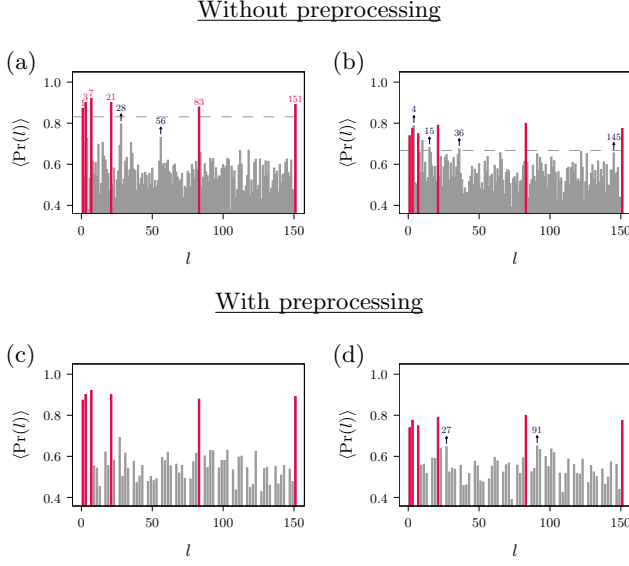 Without preprocessing
(a) (b)
1.0 1.0
1 3 7 21 28 56 83 151
4 15 36 145
0.8 0.8
⟨Pr(l)⟩ ⟨Pr(l)⟩
0.6 0.6
0.4 0.4
0 50 100 150 0 50 100 150
l l
With preprocessing
(c) (d)
1.0 1.0
0.8 0.8
27 91
⟨Pr(l)⟩ ⟨Pr(l)⟩
0.6 0.6
0.4 0.4
0 50 100 150 0 50 100 150
l l